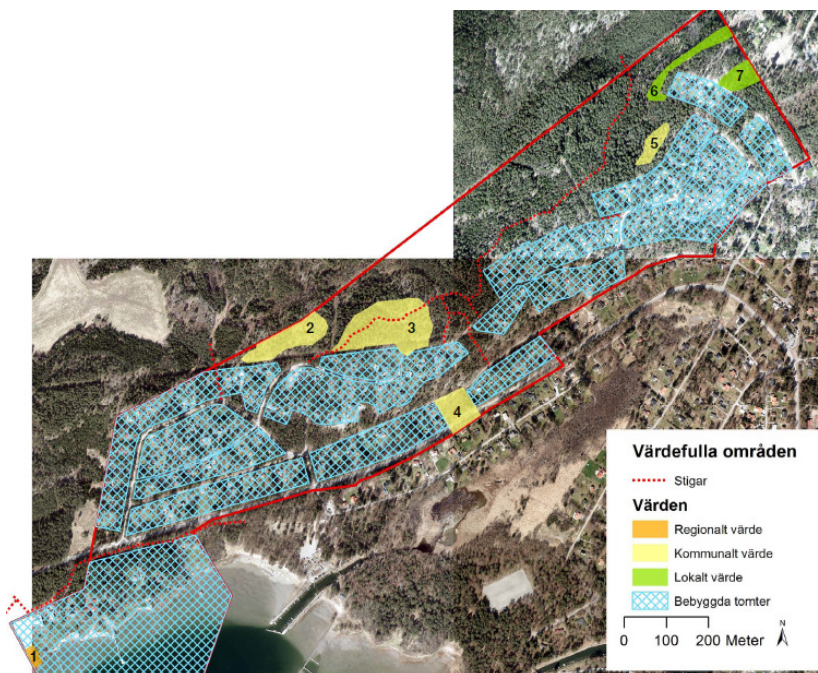 7
6
5
2
3
4
1
Värdefulla områden
Stigar
Värden
Regionalt värde
Kommunalt värde
Lokalt värde
Bebyggda tomter
0 100 200 Meter N